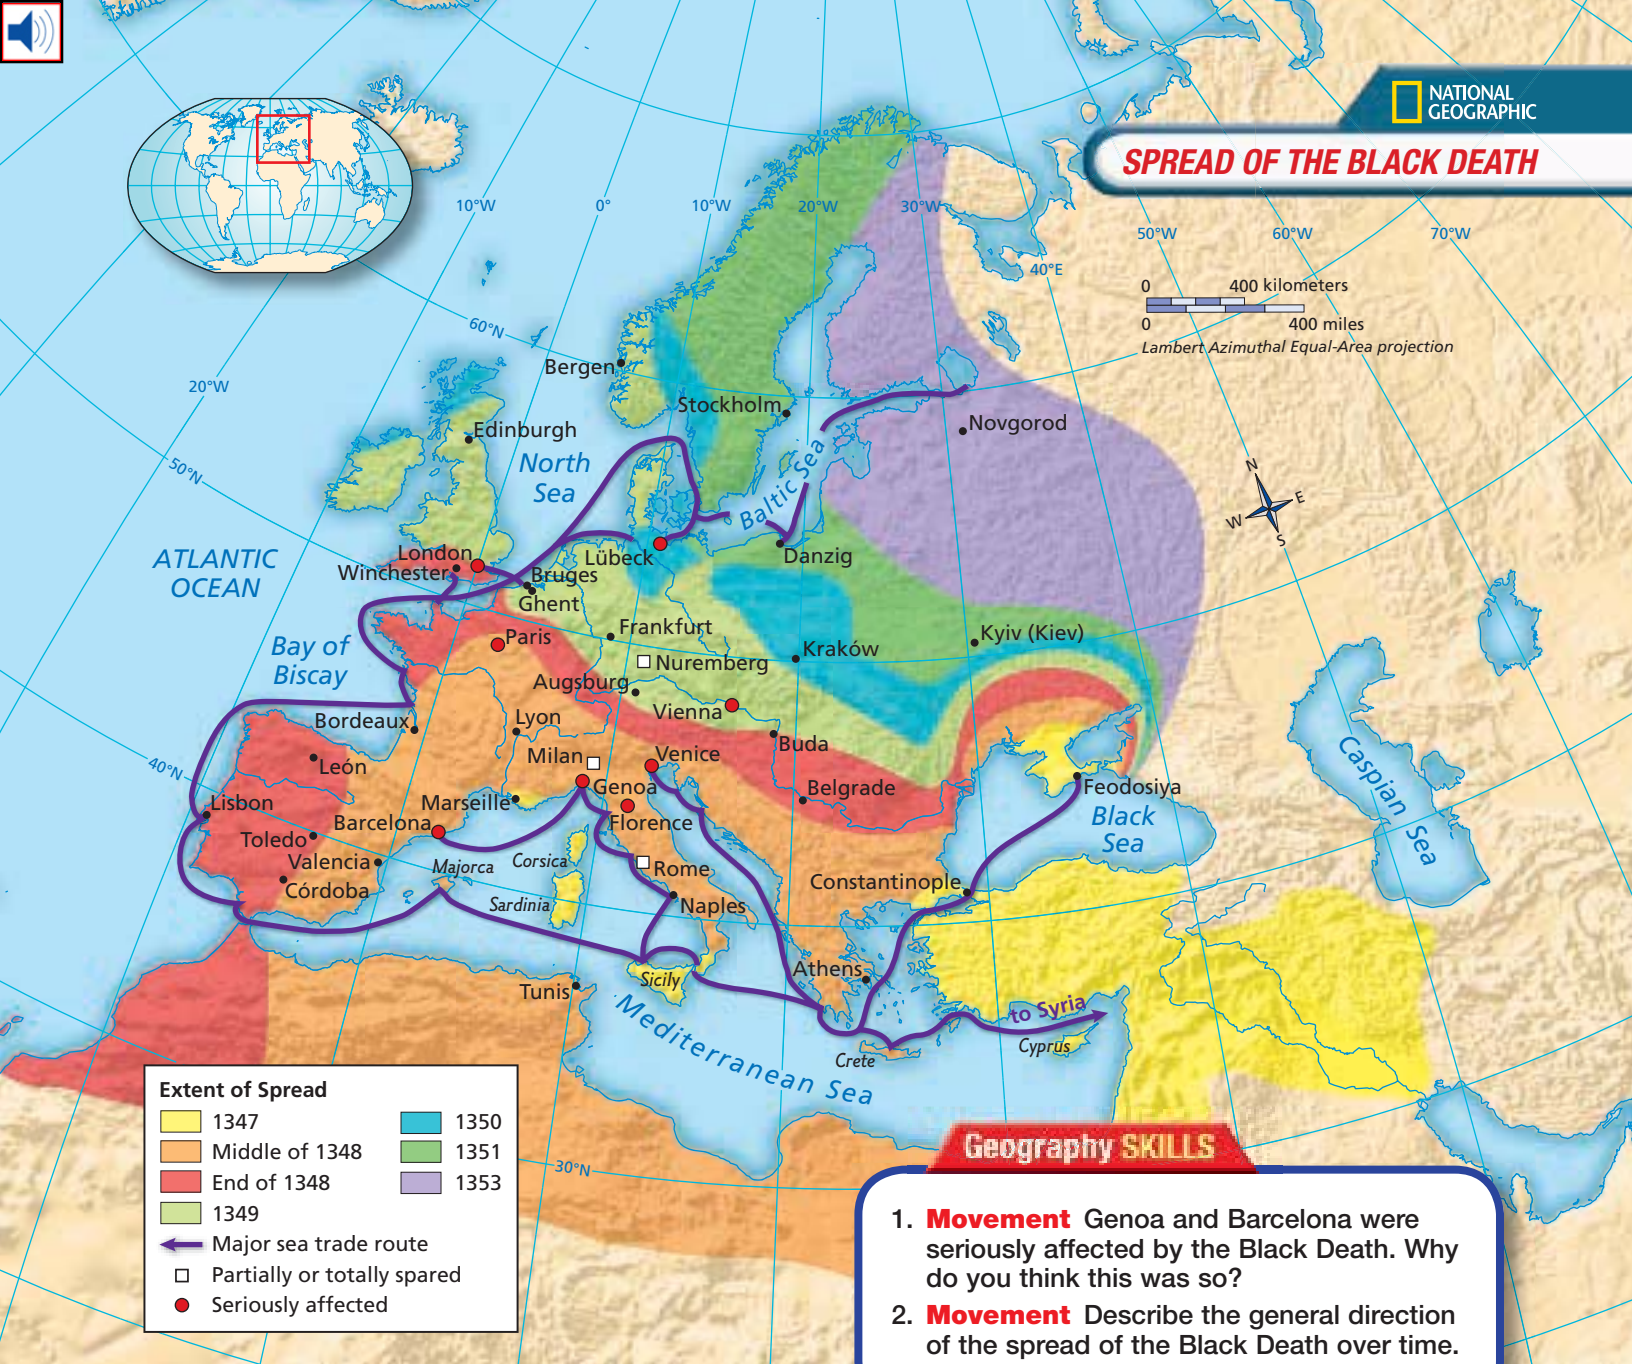 NATIONAL
GEOGRAPHIC
SPREAD OF THE BLACK DEATH
10°W
0°
10°W
20°W
30°W
40°E
50°W
60°W
70°W
0
400 kilometers
0
400 miles
Lambert Azimuthal Equal-Area projection
60°N
20°W
50°N
40°N
30°N
N
E
S
W
Bergen
Stockholm
Novgorod
Edinburgh
North
Sea
Baltic Sea
ATLANTIC
OCEAN
London
Winchester
Lübeck
Danzig
Bruges
Ghent
Bay of
Biscay
Paris
Frankfurt
Nuremberg
Kraków
Kyiv (Kiev)
Augsburg
Vienna
Bordeaux
Lyon
Milan
Venice
Buda
León
Genoa
Belgrade
Feodosiya
Caspian Sea
Lisbon
Marseille
Florence
Black
Sea
Barcelona
Toledo
Valencia
Majorca
Corsica
Rome
Constantinople
Córdoba
Sardinia
Naples
Athens
Sicily
Tunis
Mediterranean Sea
to Syria
Crete
Cyprus
Extent of Spread
1347
Middle of 1348
End of 1348
1349
1350
1351
1353
Major sea trade route
Partially or totally spared
Seriously affected
Geography SKILLS
1. Movement Genoa and Barcelona were
seriously affected by the Black Death. Why
do you think this was so?
2. Movement Describe the general direction
of the spread of the Black Death over time.